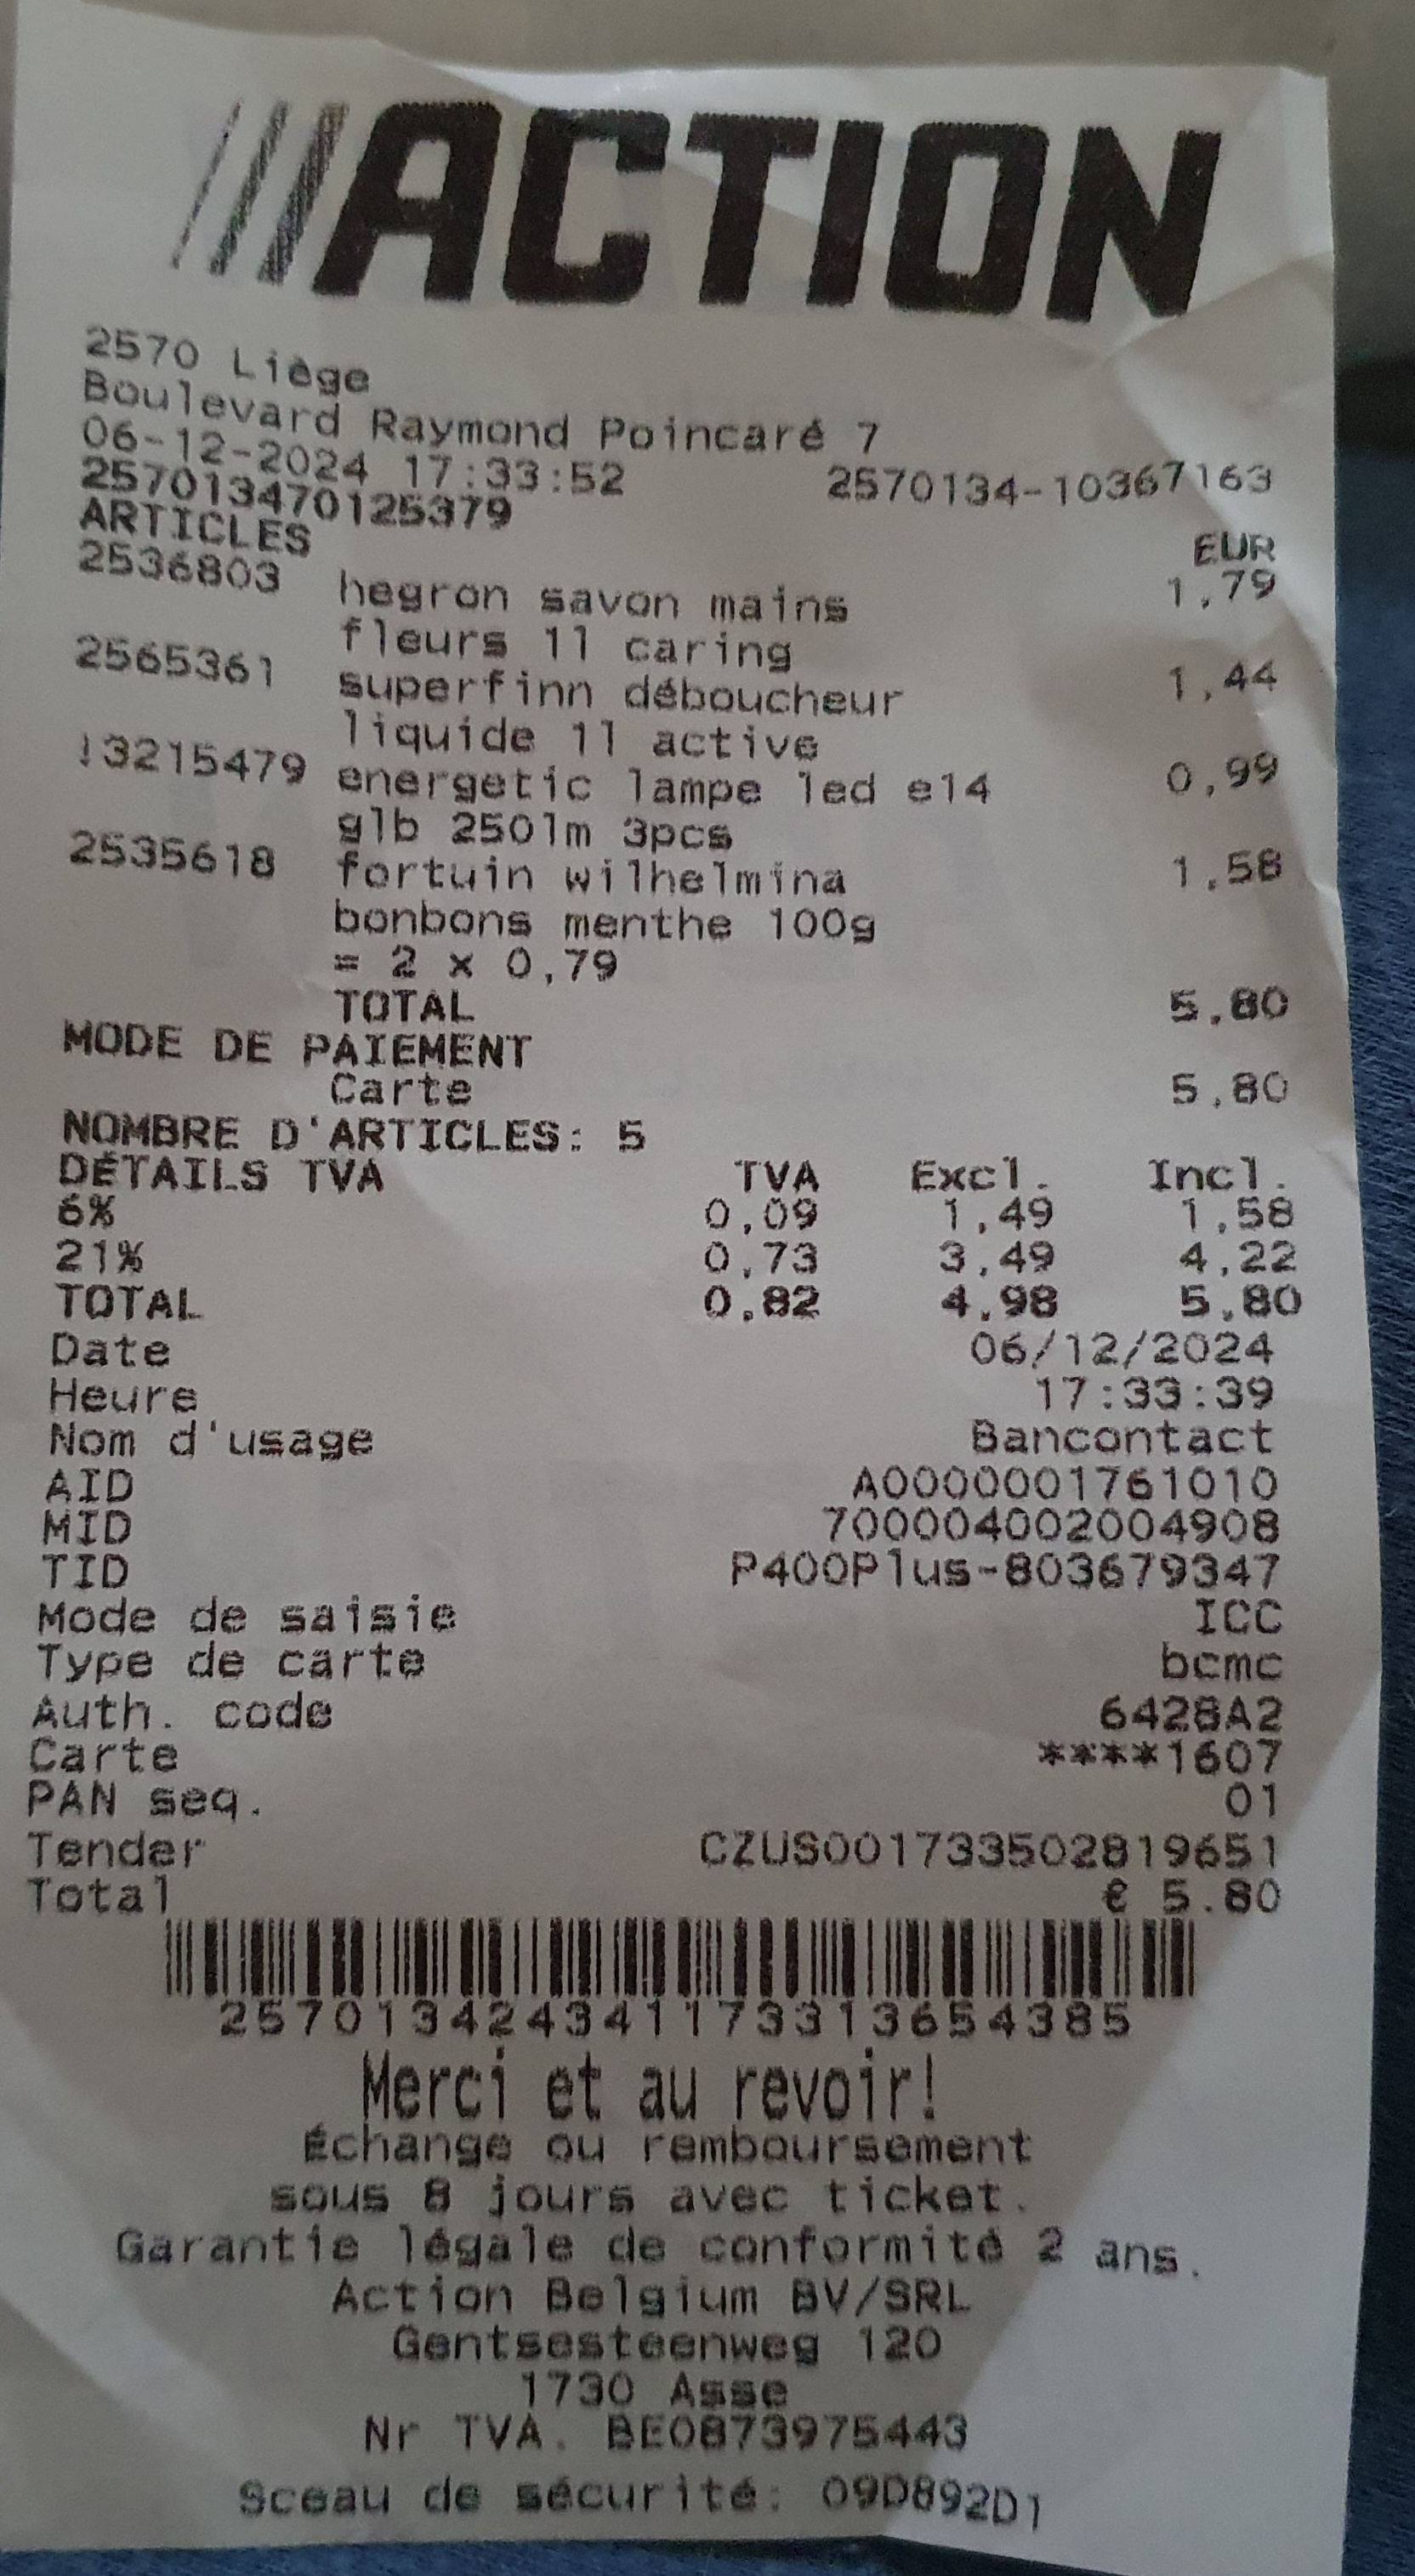 ACTION
2570 Liège
Boulevard Raymond Poincaré 7
06-12-2024 17:33:52 2570134-10367163
257013470125379
ARTICLES EUR
2536803 hegron savon mains 1,79
fleurs 1l caring
2565361 superfinn déboucheur 1,44
liquide 1l active
!3215479 energetic lampe led e14 0,99
glb 250lm 3pcs
2535618 fortuin wilhelmina 1,58
bonbons menthe 100g
= 2 x 0,79
TOTAL 5,80
MODE DE PAIEMENT
Carte 5,80
NOMBRE D'ARTICLES: 5
DÉTAILS TVA TVA Excl. Incl.
6% 0,09 1,49 1,58
21% 0,73 3,49 4,22
TOTAL 0,82 4,98 5,80
Date 06/12/2024
Heure 17:33:39
Nom d'usage Bancontact
AID A0000001761010
MID 700004002004908
TID P400Plus-803679347
Mode de saisie ICC
Type de carte bcmc
Auth. code 6428A2
Carte ****1607
PAN seq. 01
Tender CZUS001733502819651
Total € 5.80
257013424341173313654385
Merci et au revoir!
Échange ou remboursement
sous 8 jours avec ticket.
Garantie légale de conformité 2 ans.
Action Belgium BV/SRL
Gentsesteenweg 120
1730 Asse
Nr TVA. BE0873975443
Sceau de sécurité: 09D892D1